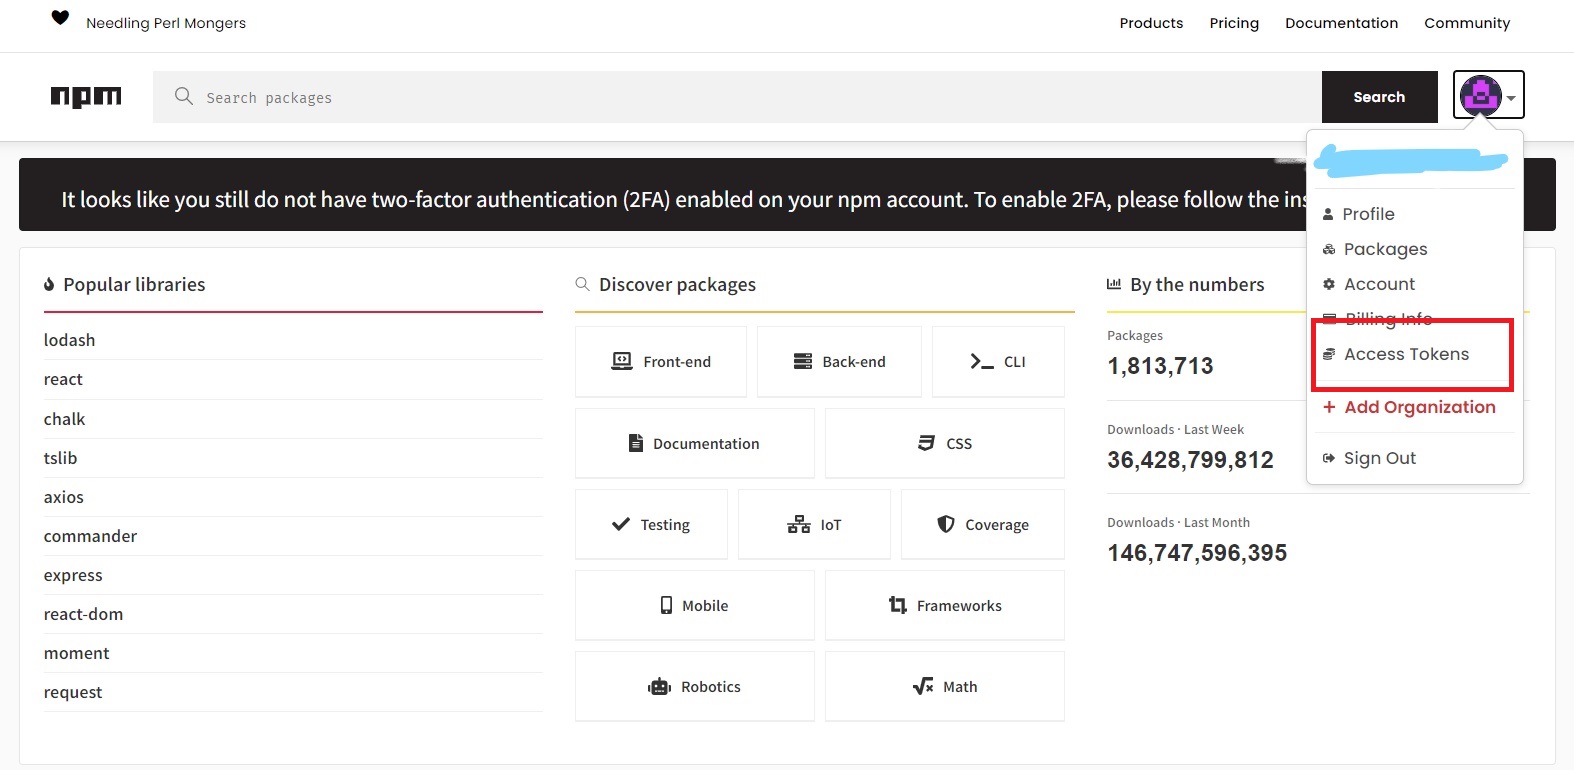 Needling Perl Mongers
Products Pricing Documentation Community
npm
Search packages
Search
It looks like you still do not have two-factor authentication (2FA) enabled on your npm account. To enable 2FA, please follow the
Profile
Packages
Account
Billing Info
Access Tokens
+ Add Organization
Sign Out
Popular libraries
lodash
react
chalk
tslib
axios
commander
express
react-dom
moment
request
Discover packages
Front-end
Back-end
CLI
Documentation
CSS
Testing
IoT
Coverage
Mobile
Frameworks
Robotics
Math
By the numbers
Packages
1,813,713
Downloads · Last Week
36,428,799,812
Downloads · Last Month
146,747,596,395